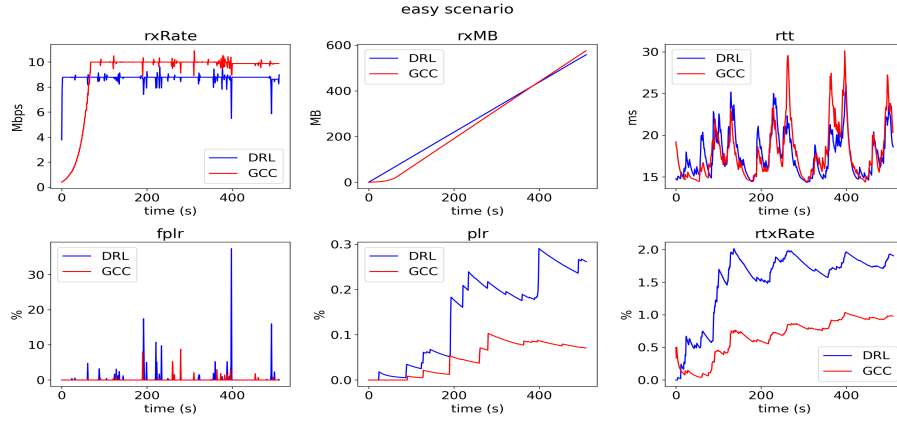 easy scenario
rxRate
Mbps
10
8
6
4
2
0
DRL
GCC
0 200 400
time (s)
rxMB
MB
600
400
200
0
DRL
GCC
0 200 400
time (s)
rtt
ms
30
25
20
15
DRL
GCC
0 200 400
time (s)
fplr
%
30
20
10
0
DRL
GCC
0 200 400
time (s)
plr
%
0.3
0.2
0.1
0.0
DRL
GCC
0 200 400
time (s)
rtxRate
%
2.0
1.5
1.0
0.5
0.0
DRL
GCC
0 200 400
time (s)